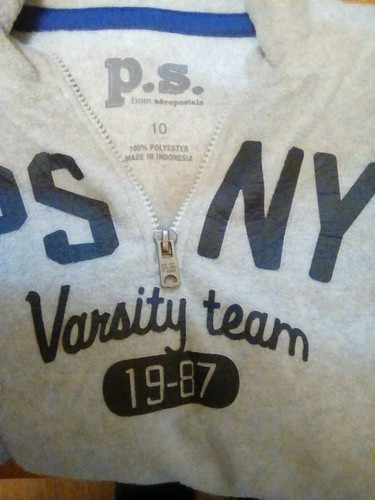 p.s.
from aéropostale
10
100% POLYESTER
MADE IN INDONESIA
PS NY
Varsity team
19-87